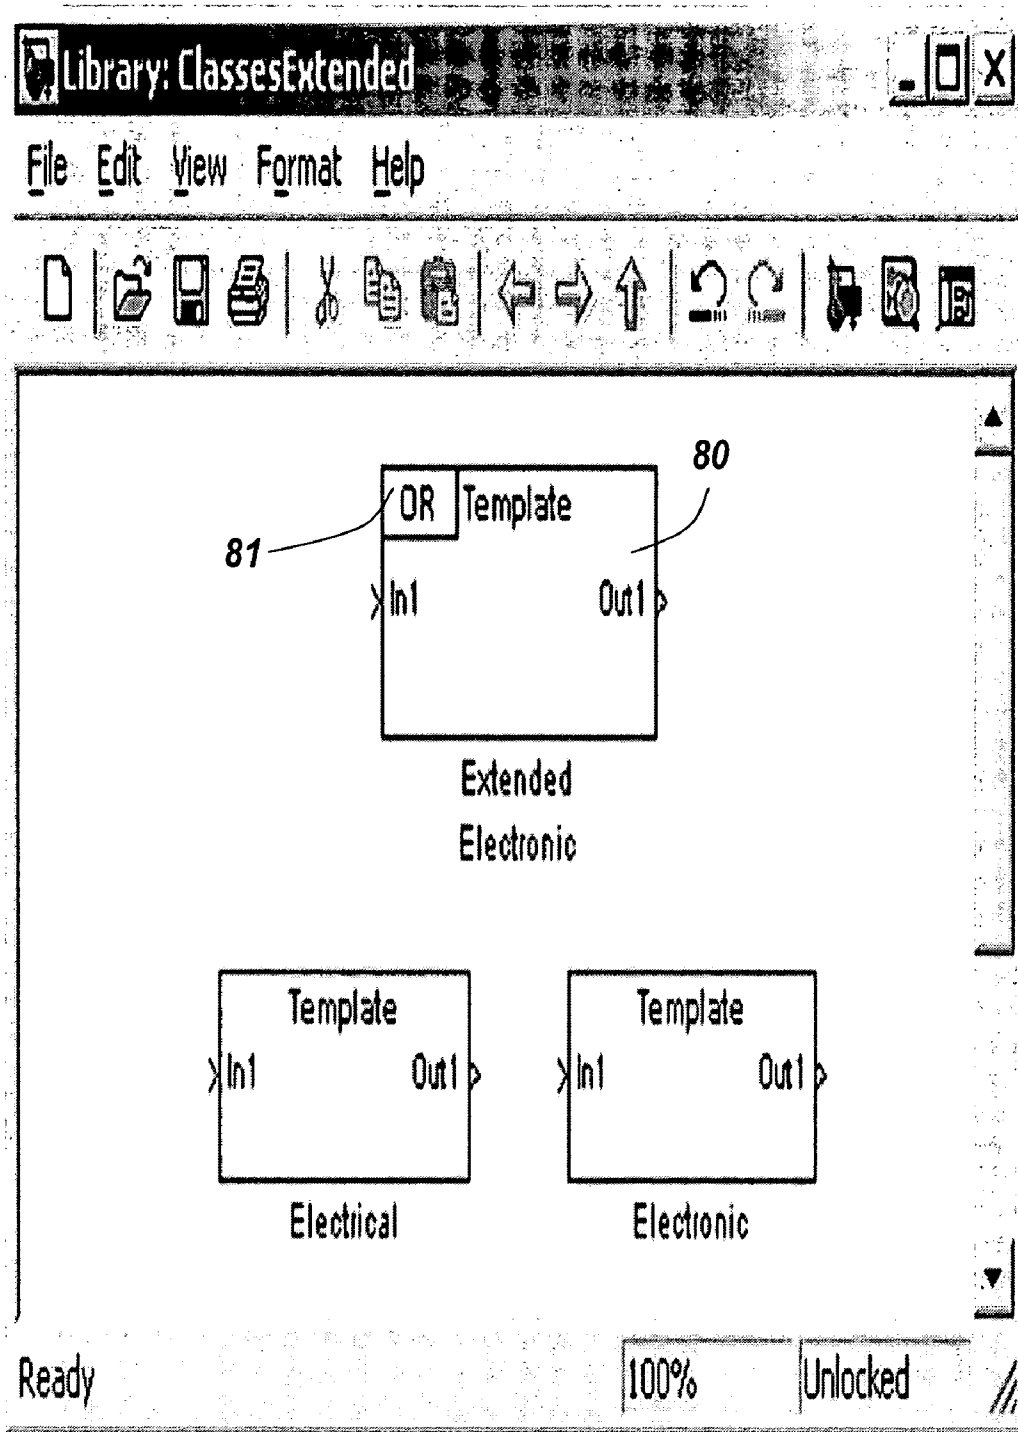 Library: ClassesExtended
File Edit View Format Help
80
OR Template
81
In1 Out1
Extended
Electronic
Template Template
In1 Out1 In1 Out1
Electrical Electronic
Ready 100% Unlocked